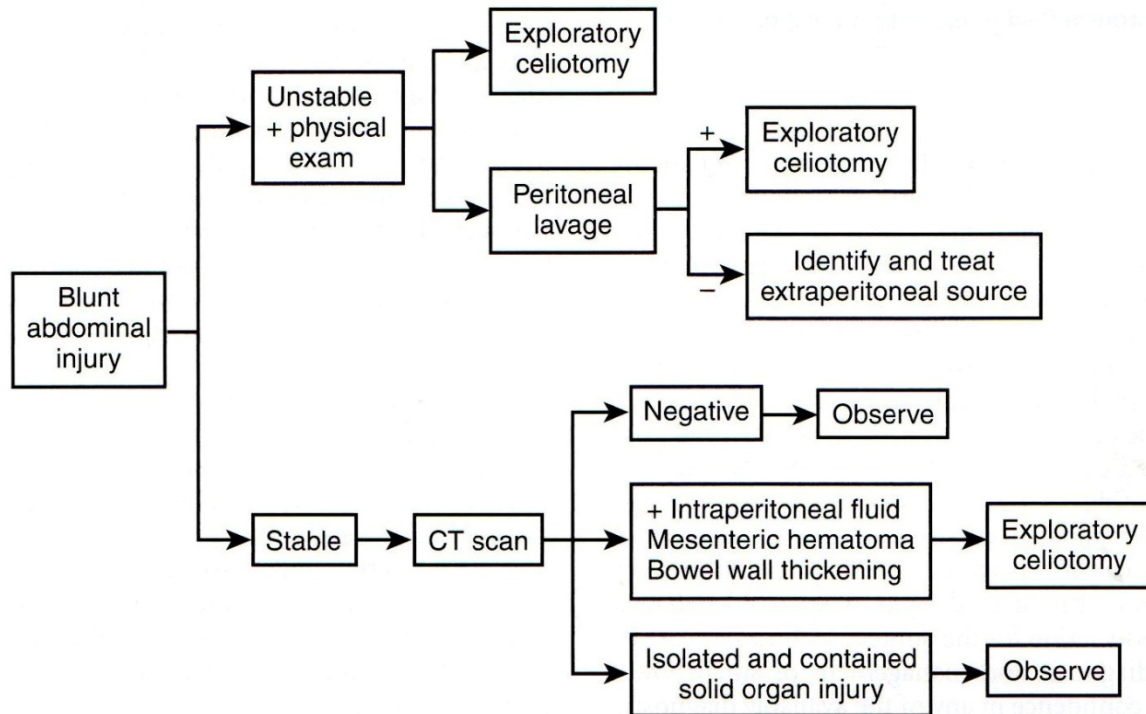 Exploratory
celiotomy
Unstable
+ physical
exam
+
Exploratory
celiotomy
Peritoneal
lavage
–
Identify and treat
extraperitoneal source
Blunt
abdominal
injury
Negative
Observe
Stable
CT scan
+ Intraperitoneal fluid
Mesenteric hematoma
Bowel wall thickening
Exploratory
celiotomy
Isolated and contained
solid organ injury
Observe